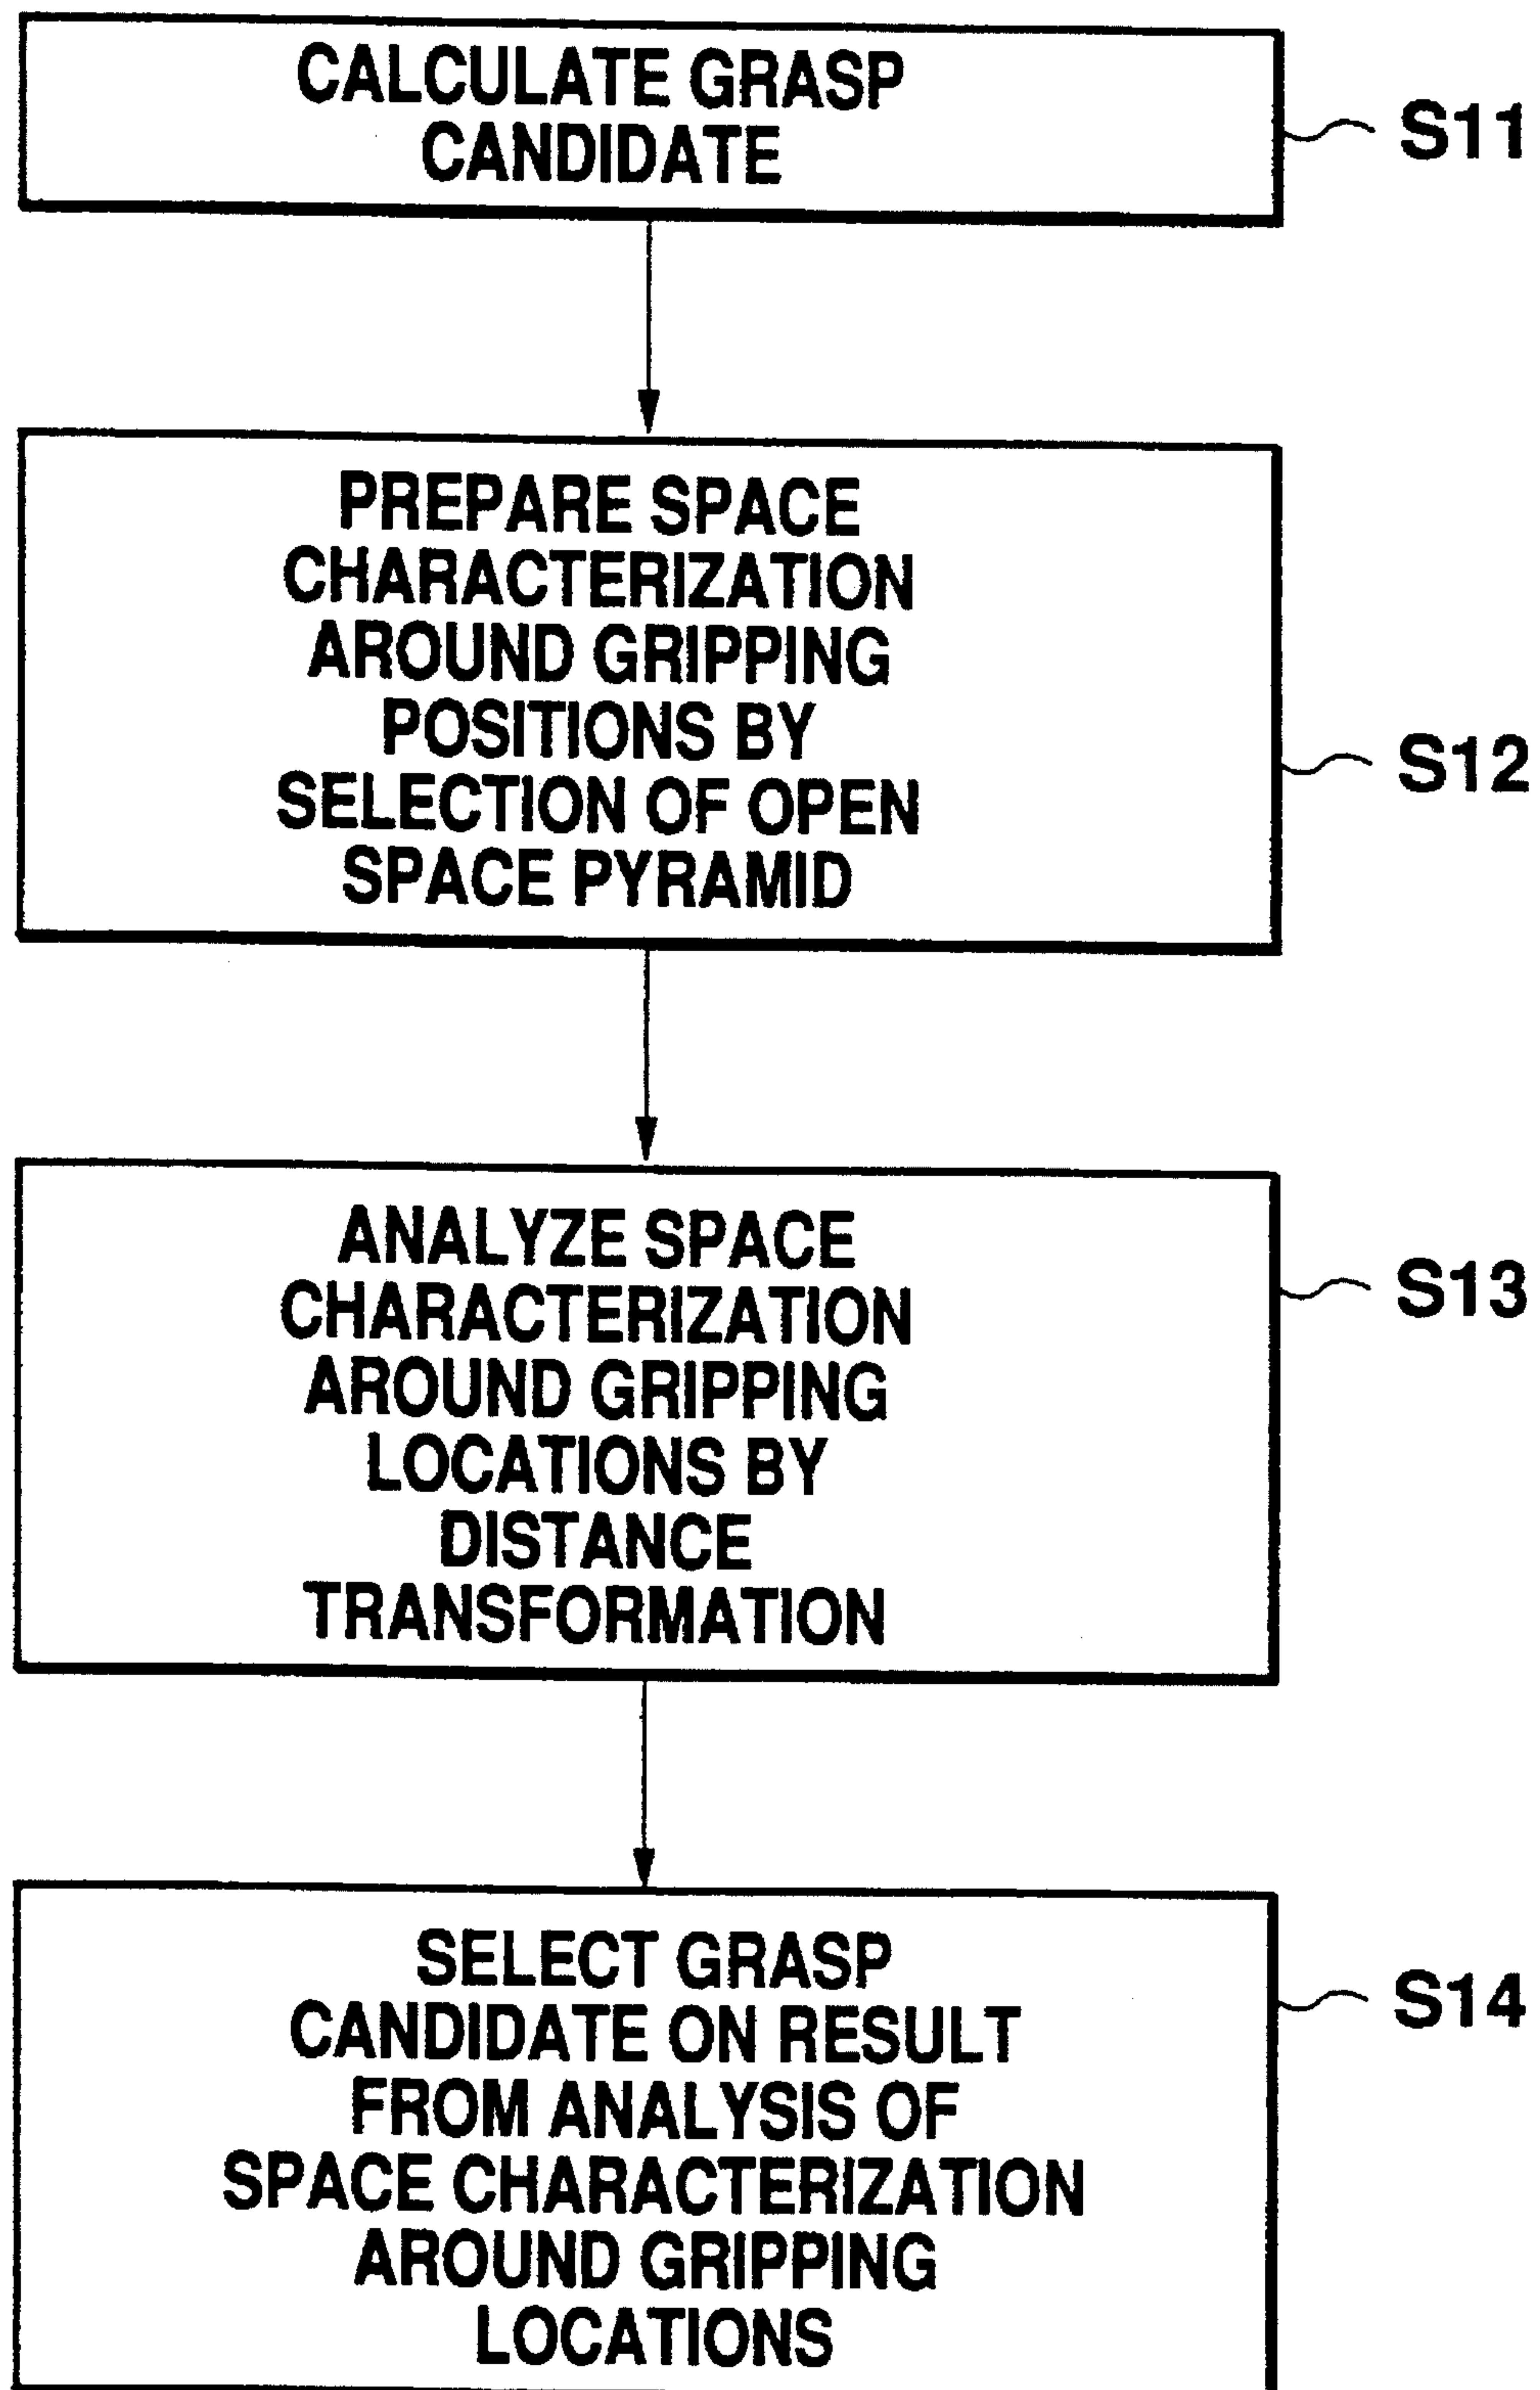 CALCULATE GRASP
CANDIDATE
S11
PREPARE SPACE
CHARACTERIZATION
AROUND GRIPPING
POSITIONS BY
SELECTION OF OPEN
SPACE PYRAMID
S12
ANALYZE SPACE
CHARACTERIZATION
AROUND GRIPPING
LOCATIONS BY
DISTANCE
TRANSFORMATION
S13
SELECT GRASP
CANDIDATE ON RESULT
FROM ANALYSIS OF
SPACE CHARACTERIZATION
AROUND GRIPPING
LOCATIONS
S14